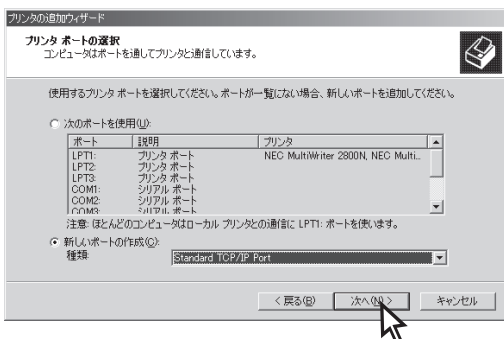 プリンタの追加ウィザード
プリンタ ポートの選択
コンピュータはポートを通してプリンタと通信しています。
使用するプリンタ ポートを選択してください。ポートが一覧にない場合、新しいポートを追加してください。
次のポートを使用(U):
ポート 説明 プリンタ
LPT1: プリンタ ポート NEC MultiWriter 2800N, NEC Multi...
LPT2: プリンタ ポート
LPT3: プリンタ ポート
COM1: シリアル ポート
COM2: シリアル ポート
COM3: シリアル ポート
注意: ほとんどのコンピュータはローカル プリンタとの通信に LPT1: ポートを使います。
新しいポートの作成(C):
種類: Standard TCP/IP Port
< 戻る(B) 次へ(N) > キャンセル